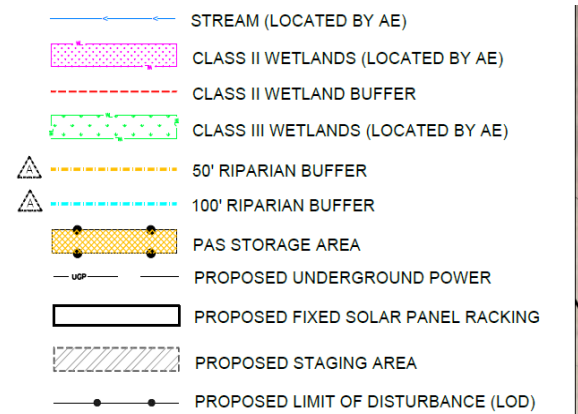 STREAM (LOCATED BY AE)
CLASS II WETLANDS (LOCATED BY AE)
CLASS II WETLAND BUFFER
CLASS III WETLANDS (LOCATED BY AE)
A 50' RIPARIAN BUFFER
A 100' RIPARIAN BUFFER
PAS STORAGE AREA
UGP PROPOSED UNDERGROUND POWER
PROPOSED FIXED SOLAR PANEL RACKING
PROPOSED STAGING AREA
PROPOSED LIMIT OF DISTURBANCE (LOD)